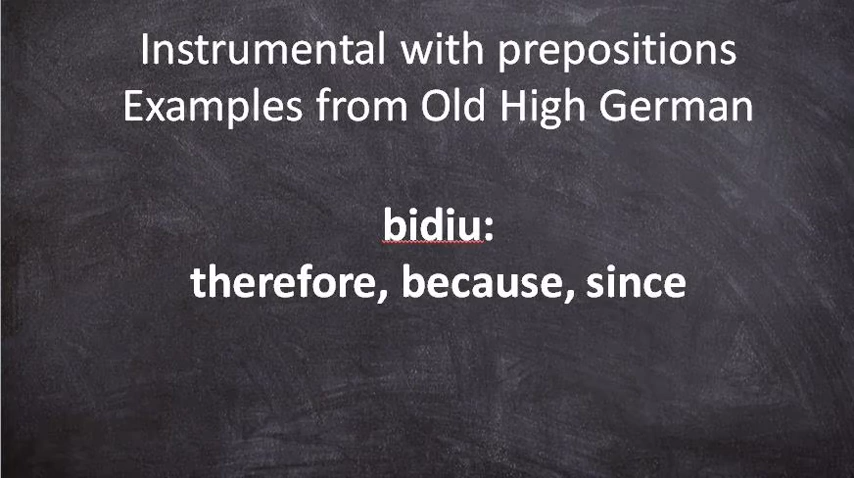 Instrumental with prepositions
Examples from Old High German
bidiu:
therefore, because, since